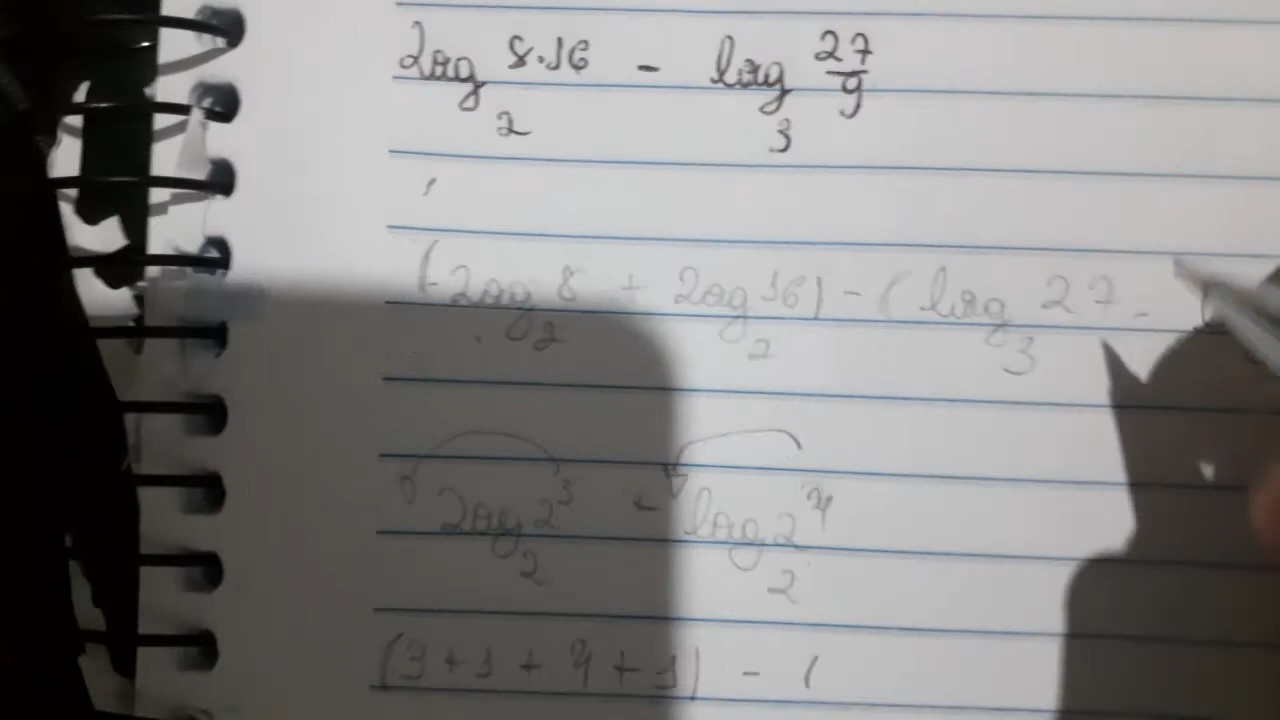 log₂ 8.16 - log₃ 27/9
(log₂ 8 + log₂ 16) - (log₃ 27 -
log₂ 2³ - log₂ 2⁴
(3+1 + 4+1) - (